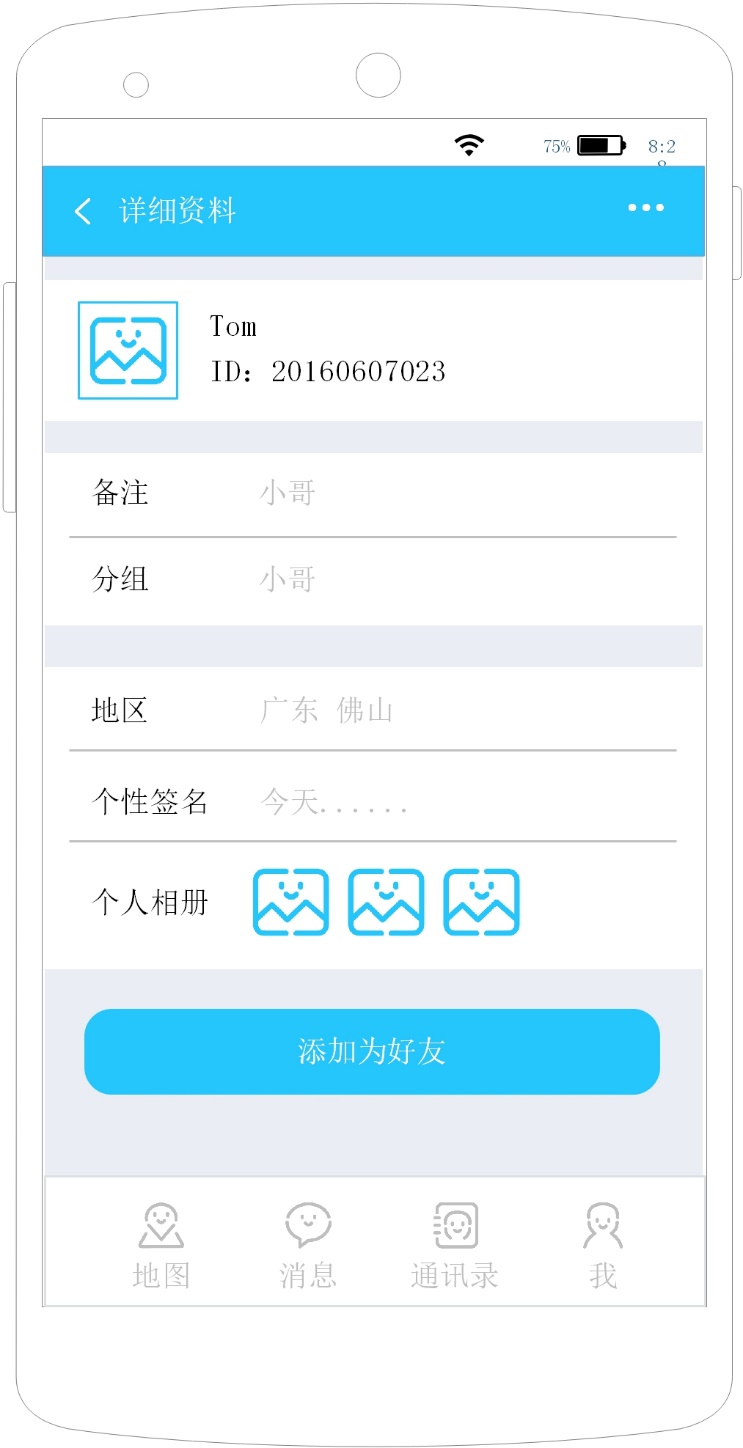 75% 8:28
详细资料
Tom
ID: 20160607023
备注 小哥
分组 小哥
地区 广东 佛山
个性签名 今天......
个人相册
添加为好友
地图 消息 通讯录 我